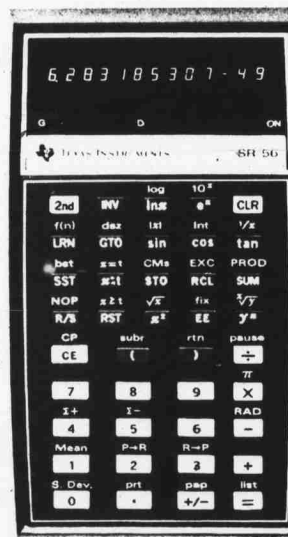 6.283185307-49
G D ON
TEXAS INSTRUMENTS SR 56
log 10ˣ
2nd INV lnx eˣ CLR
f(n) dsz |x| Int ¹/x
LRN GTO sin cos tan
bst x=t CMs EXC PROD
SST x⇄t STO RCL SUM
NOP x≥t √x fix ˣ√y
R/S RST x² EE yˣ
CP subr rtn pause
CE ( ) ÷
π
7 8 9 X
Σ+ Σ− RAD
4 5 6 −
Mean P→R R→P
1 2 3 +
S. Dev. prt pap list
0 . +/− =